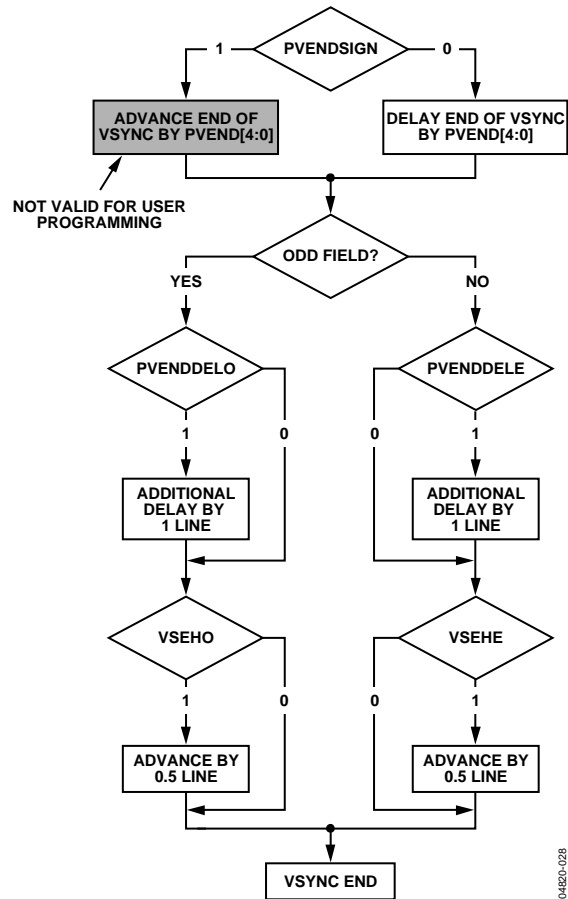 PVENDSIGN
1
0
ADVANCE END OF
VSYNC BY PVEND[4:0]
DELAY END OF VSYNC
BY PVEND[4:0]
NOT VALID FOR USER
PROGRAMMING
ODD FIELD?
YES
NO
PVENDDELO
PVENDDELE
1
0
0
1
ADDITIONAL
DELAY BY
1 LINE
ADDITIONAL
DELAY BY
1 LINE
VSEHO
VSEHE
1
0
0
1
ADVANCE BY
0.5 LINE
ADVANCE BY
0.5 LINE
VSYNC END
04820-028